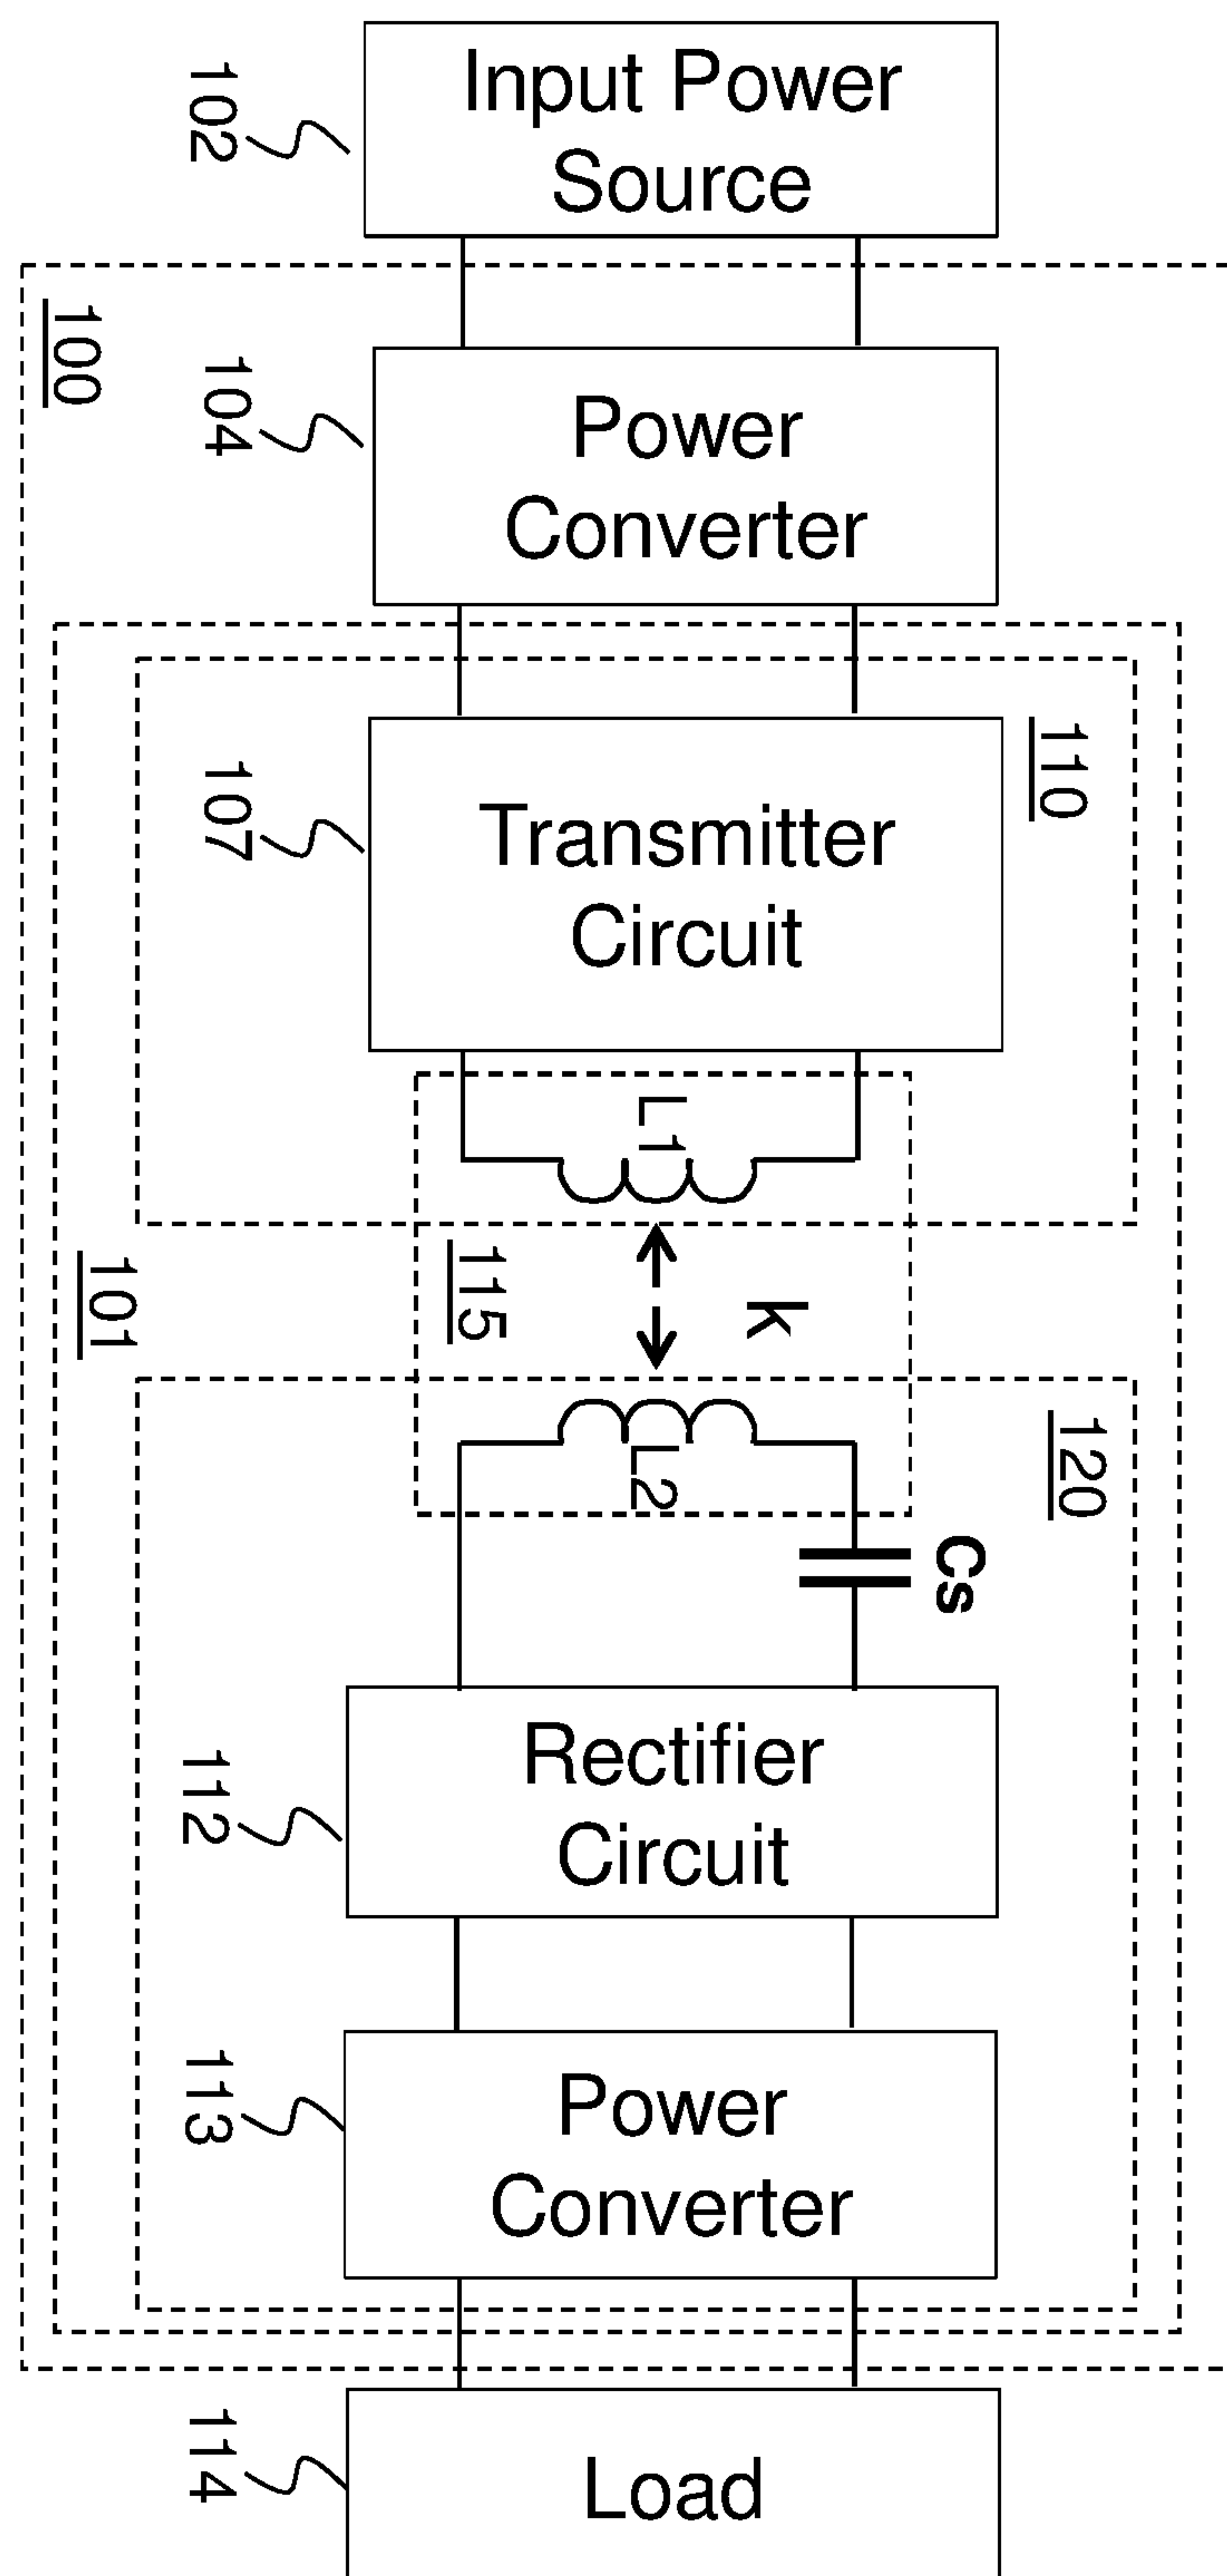 Input Power
Source
102
100
Power
Converter
104
110
Transmitter
Circuit
107
L1
115
k
101
120
L2
Cs
Rectifier
Circuit
112
Power
Converter
113
Load
114